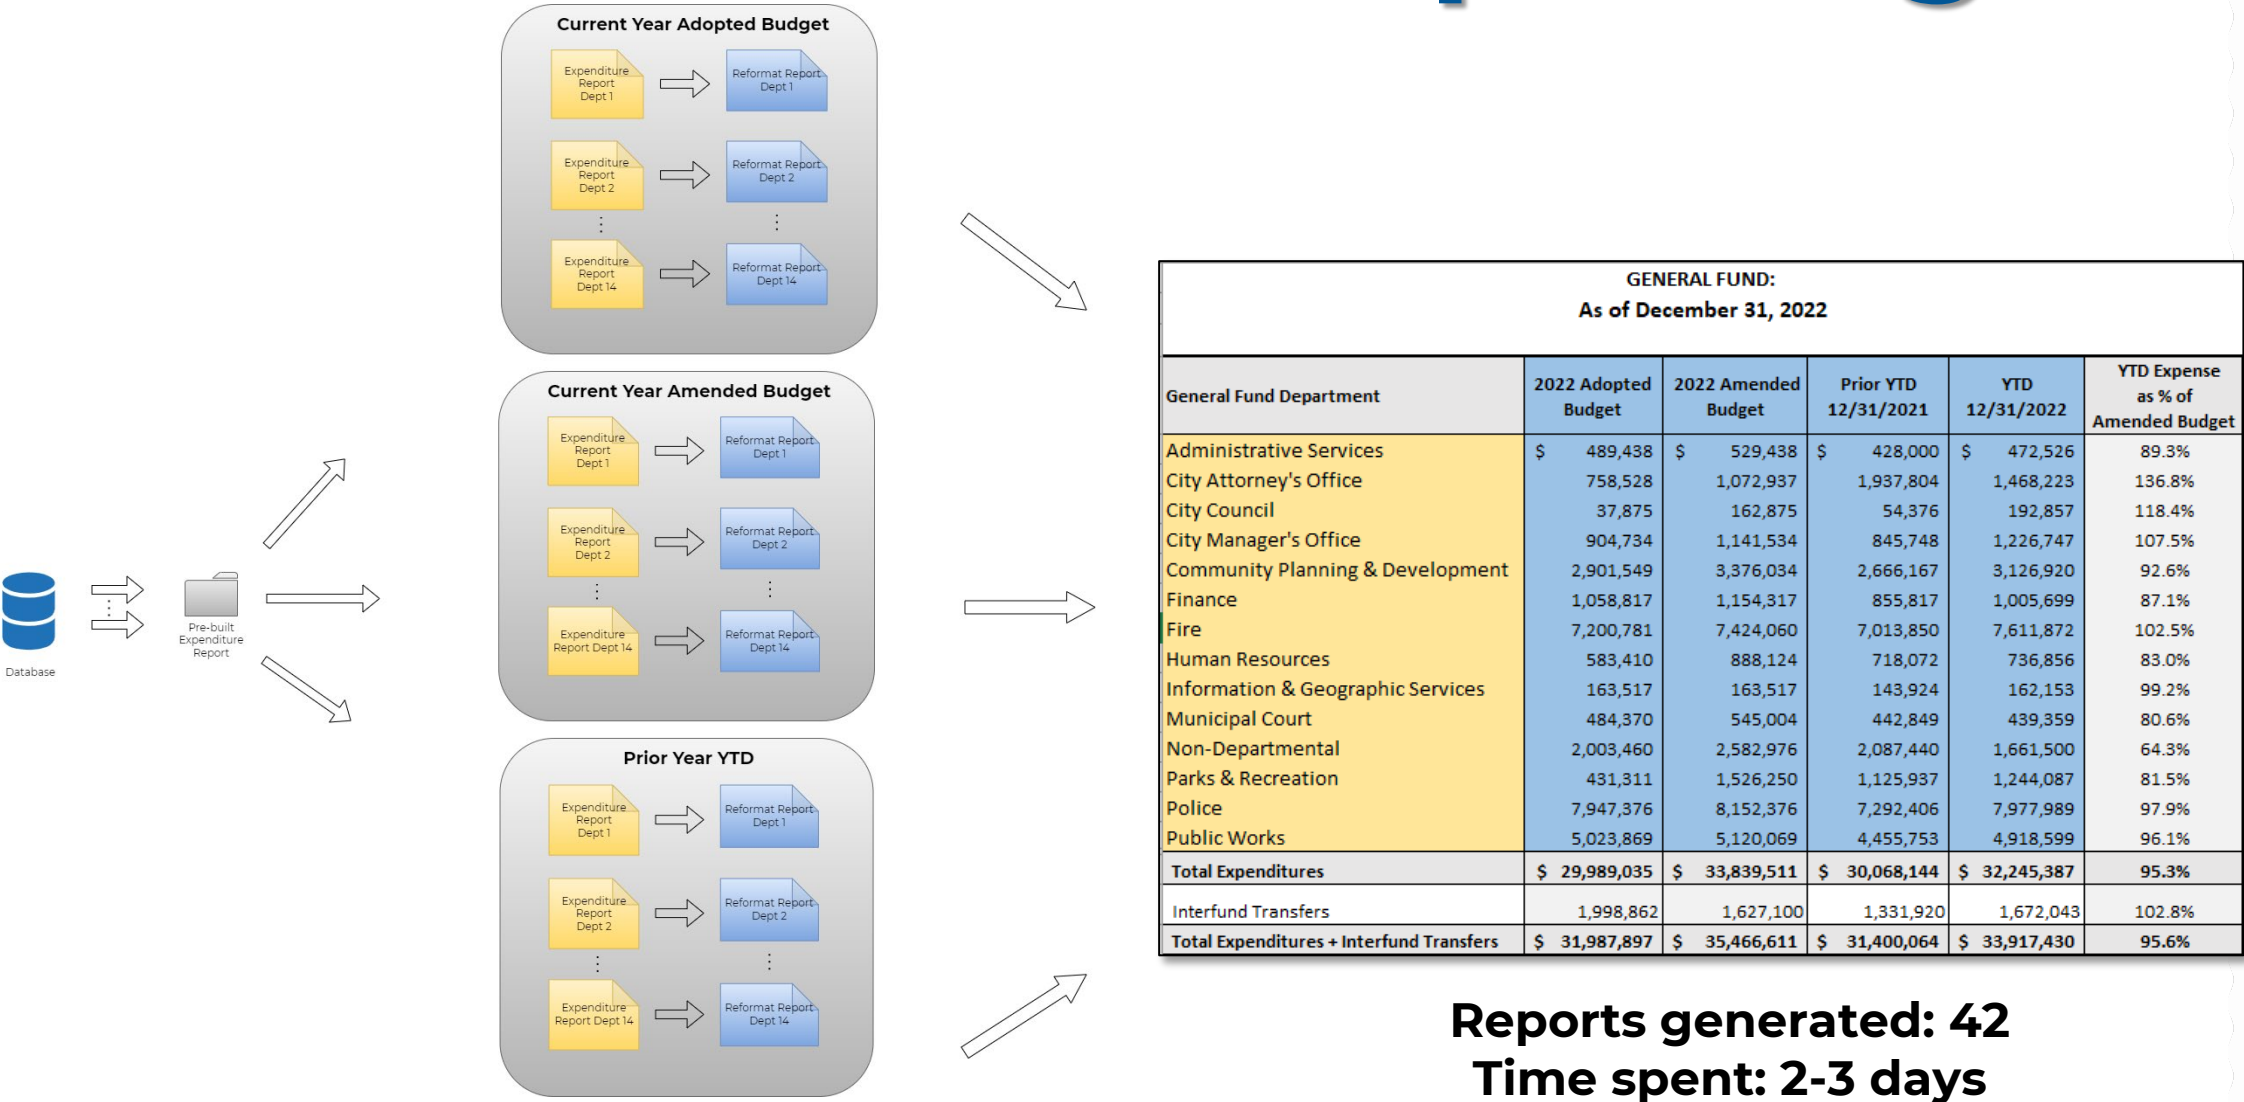 Current Year Adopted Budget
Expenditure
Report
Dept 1
Reformat Report
Dept 1
Expenditure
Report
Dept 2
Reformat Report
Dept 2
Expenditure
Report
Dept 14
Reformat Report
Dept 14
Current Year Amended Budget
Expenditure
Report
Dept 1
Reformat Report
Dept 1
Expenditure
Report
Dept 2
Reformat Report
Dept 2
Expenditure
Report Dept 14
Reformat Report
Dept 14
Database
Pre-built
Expenditure
Report
Prior Year YTD
Expenditure
Report
Dept 1
Reformat Report
Dept 1
Expenditure
Report
Dept 2
Reformat Report
Dept 2
Expenditure
Report Dept 14
Reformat Report
Dept 14
GENERAL FUND:
As of December 31, 2022
General Fund Department 2022 Adopted Budget 2022 Amended Budget Prior YTD 12/31/2021 YTD 12/31/2022 YTD Expense as % of Amended Budget
Administrative Services $ 489,438 $ 529,438 $ 428,000 $ 472,526 89.3%
City Attorney's Office 758,528 1,072,937 1,937,804 1,468,223 136.8%
City Council 37,875 162,875 54,376 192,857 118.4%
City Manager's Office 904,734 1,141,534 845,748 1,226,747 107.5%
Community Planning & Development 2,901,549 3,376,034 2,666,167 3,126,920 92.6%
Finance 1,058,817 1,154,317 855,817 1,005,699 87.1%
Fire 7,200,781 7,424,060 7,013,850 7,611,872 102.5%
Human Resources 583,410 888,124 718,072 736,856 83.0%
Information & Geographic Services 163,517 163,517 143,924 162,153 99.2%
Municipal Court 484,370 545,004 442,849 439,359 80.6%
Non-Departmental 2,003,460 2,582,976 2,087,440 1,661,500 64.3%
Parks & Recreation 431,311 1,526,250 1,125,937 1,244,087 81.5%
Police 7,947,376 8,152,376 7,292,406 7,977,989 97.9%
Public Works 5,023,869 5,120,069 4,455,753 4,918,599 96.1%
Total Expenditures $ 29,989,035 $ 33,839,511 $ 30,068,144 $ 32,245,387 95.3%
Interfund Transfers 1,998,862 1,627,100 1,331,920 1,672,043 102.8%
Total Expenditures + Interfund Transfers $ 31,987,897 $ 35,466,611 $ 31,400,064 $ 33,917,430 95.6%
Reports generated: 42
Time spent: 2-3 days